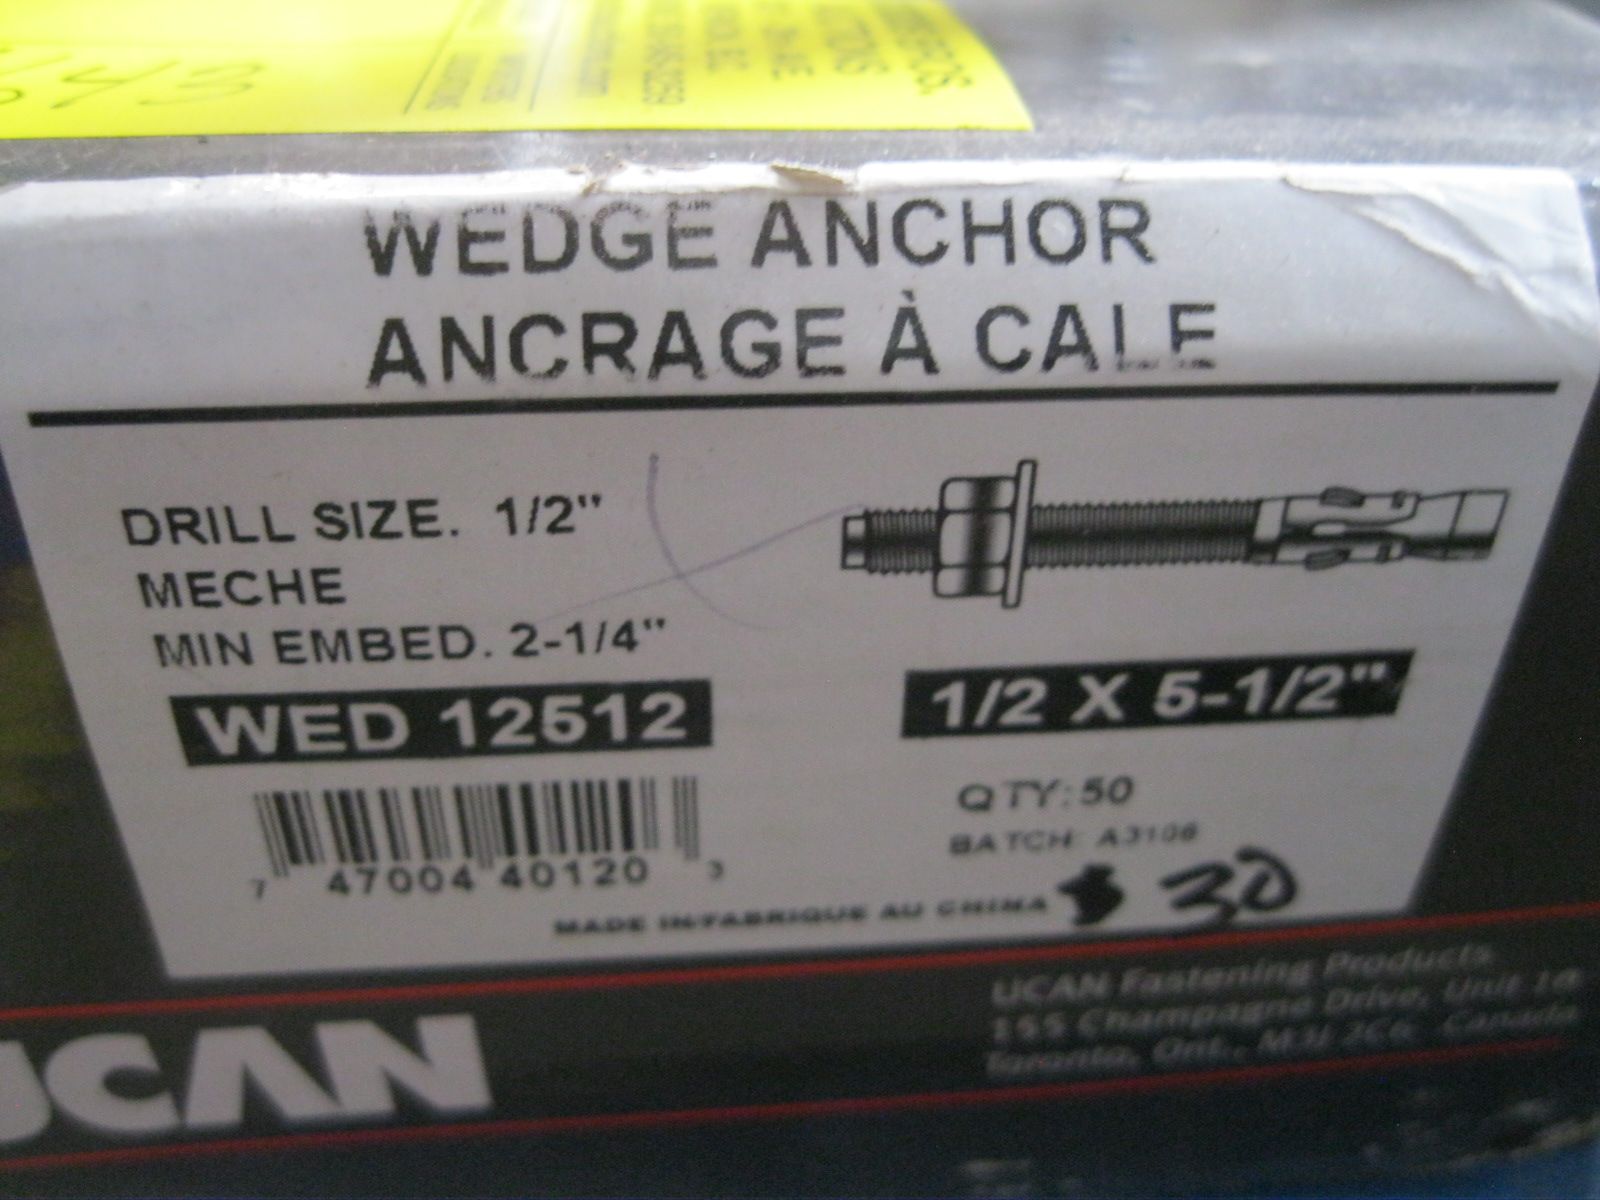 WEDGE ANCHOR
ANCRAGE À CALE
DRILL SIZE. 1/2"
MECHE
MIN EMBED. 2-1/4"
WED 12512
1/2 X 5-1/2"
7 47004 40120 3
QTY:50
BATCH: A3106
$ 30
MADE IN/FABRIQUE AU CHINA
UCAN
UCAN Fastening Products
155 Champagne Drive, Unit 10
Toronto, Ont., M3J 2C6, Canada